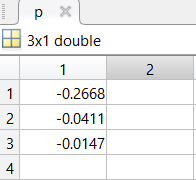 p
3x1 double
1 2
1 -0.2668
2 -0.0411
3 -0.0147
4